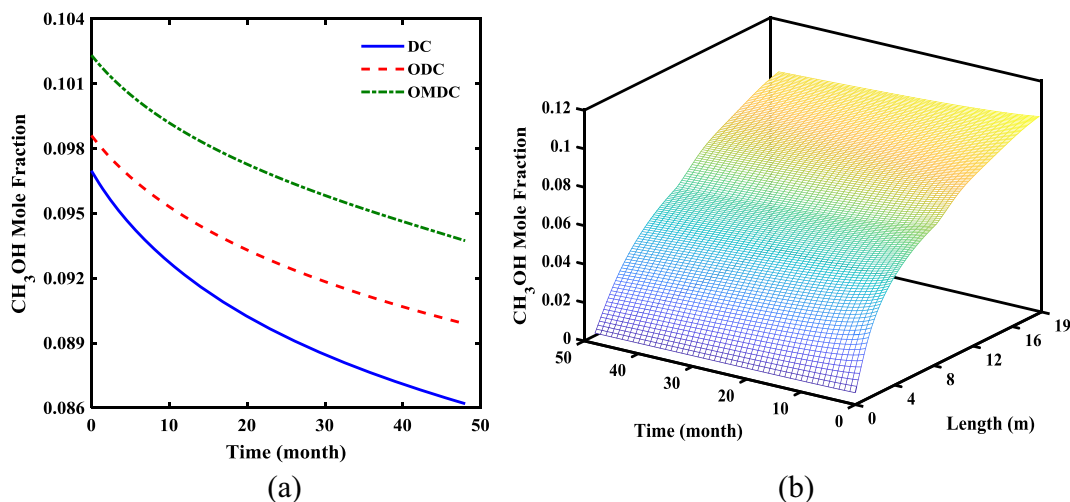 0.104
0.101
0.098
0.095
0.092
0.089
0.086
CH3OH Mole Fraction
DC
ODC
OMDC
0 10 20 30 40 50
Time (month)
(a)
0.12
0.1
0.08
0.06
0.04
0.02
0
CH3OH Mole Fraction
50 40 30 20 10 0
Time (month)
0 4 8 12 16 19
Length (m)
(b)